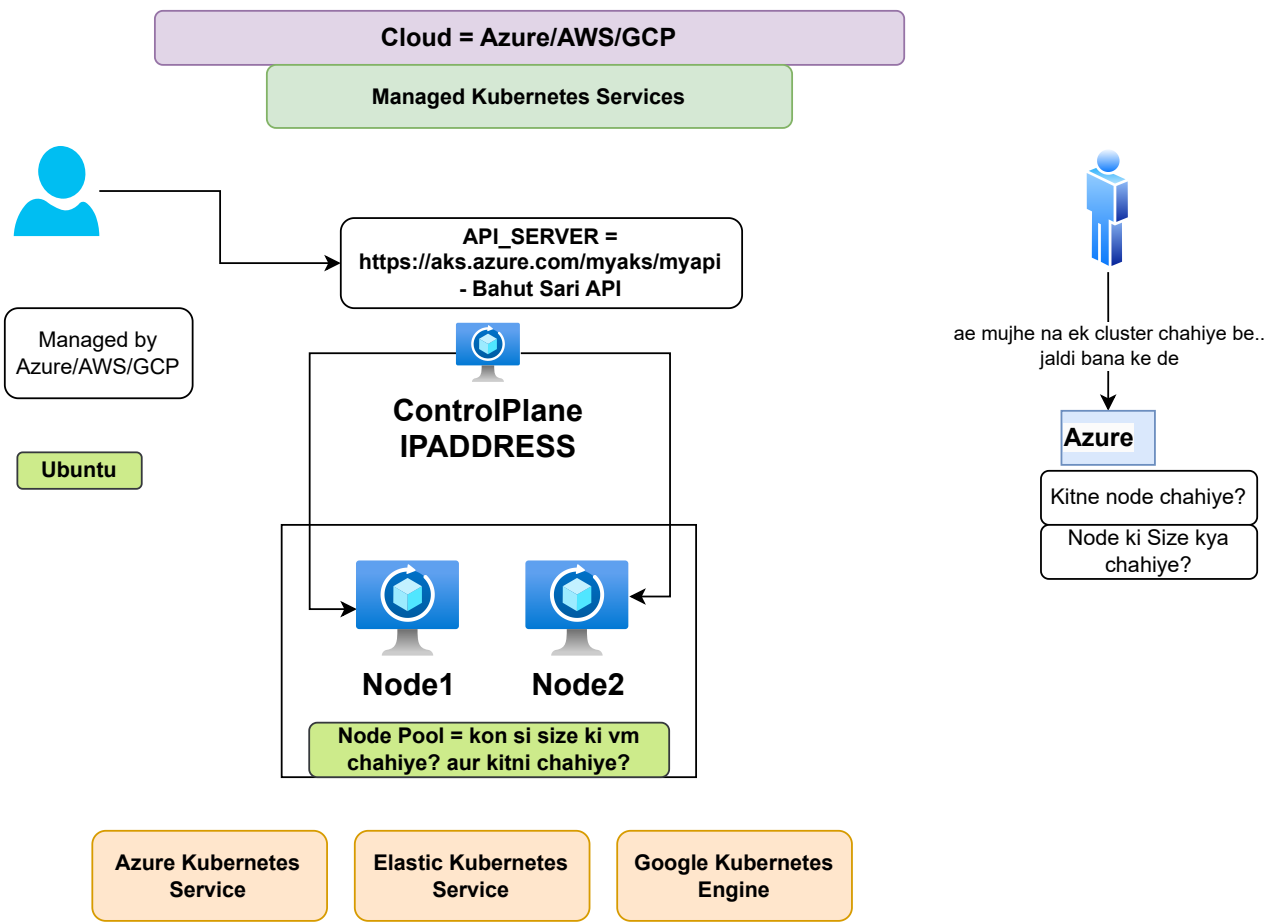 Cloud = Azure/AWS/GCP
Managed Kubernetes Services
API_SERVER =
https://aks.azure.com/myaks/myapi
- Bahut Sari API
Managed by
Azure/AWS/GCP
ae mujhe na ek cluster chahiye be..
jaldi bana ke de
ControlPlane
IPADDRESS
Azure
Ubuntu
Kitne node chahiye?
Node ki Size kya
chahiye?
Node1
Node2
Node Pool = kon si size ki vm
chahiye? aur kitni chahiye?
Azure Kubernetes
Service
Elastic Kubernetes
Service
Google Kubernetes
Engine